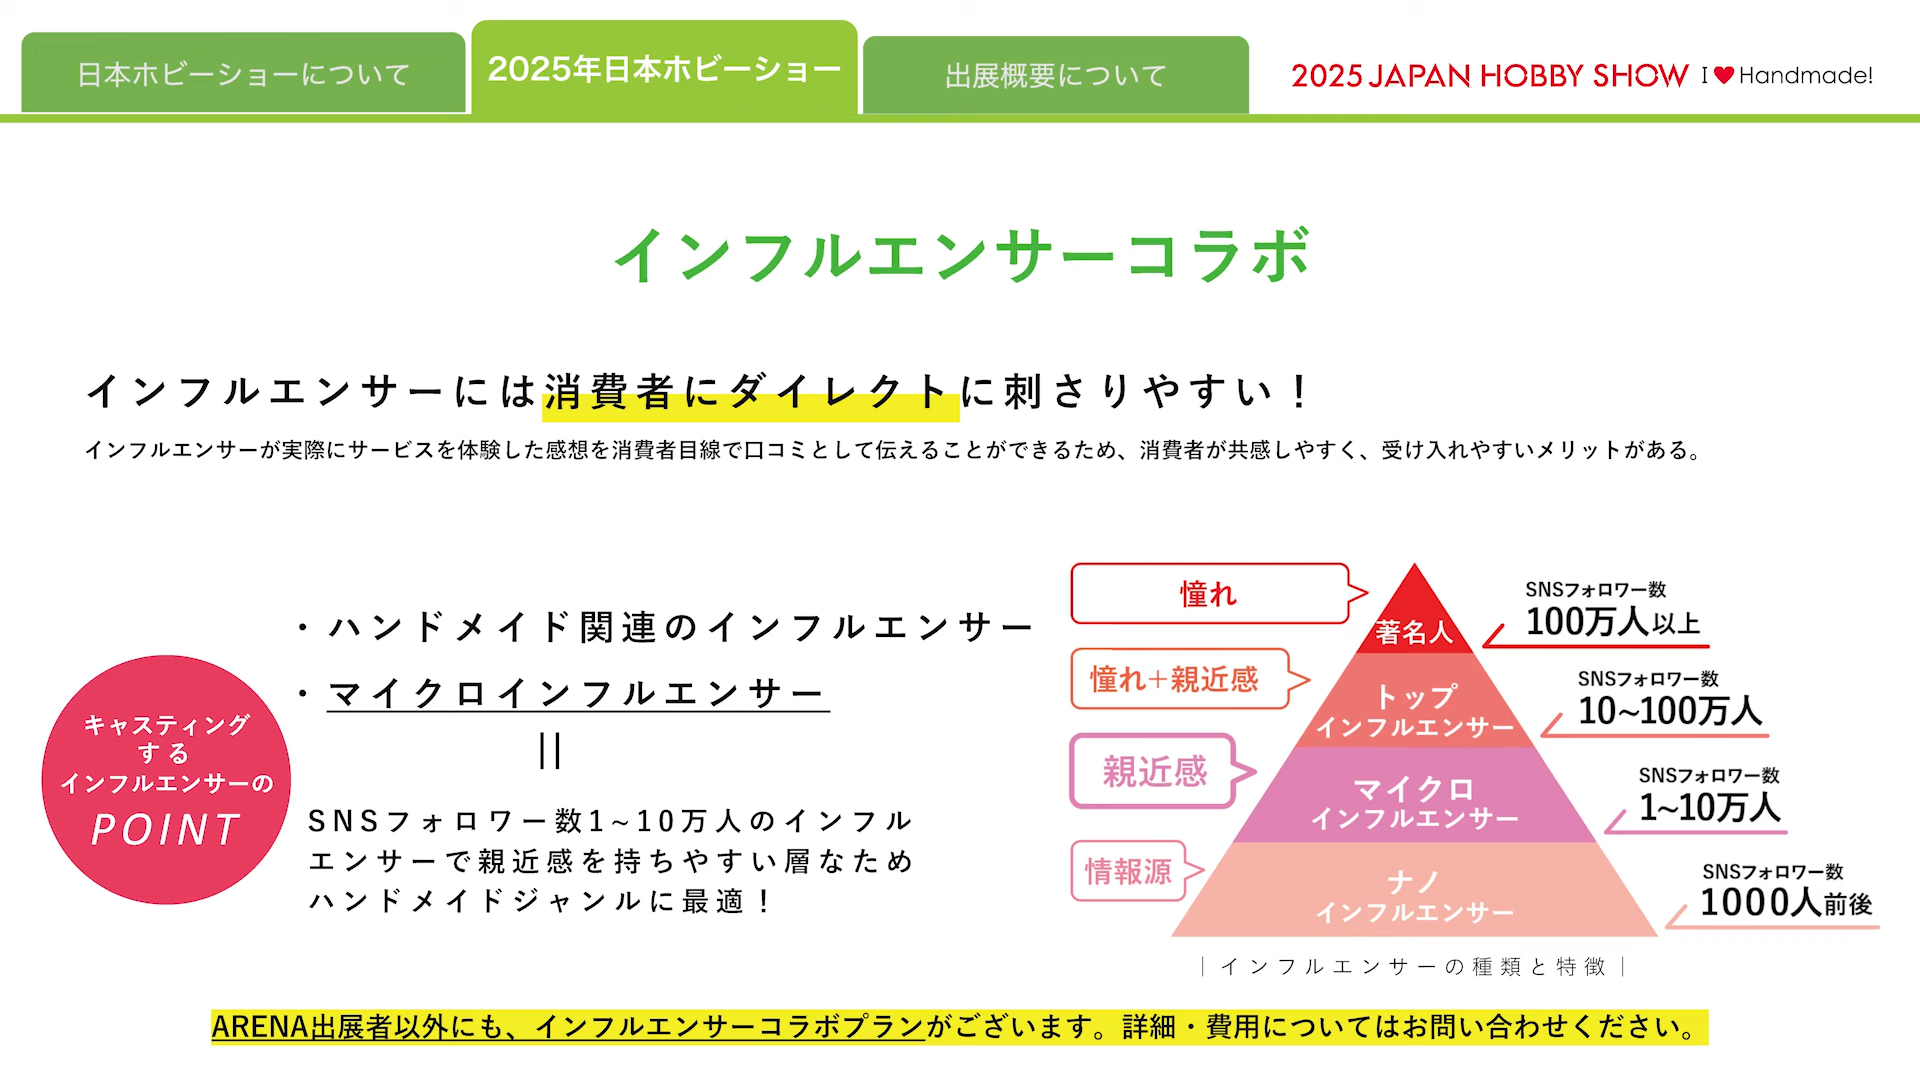 日本ホビーショーについて
2025年日本ホビーショー
出展概要について
2025 JAPAN HOBBY SHOW I ♥ Handmade!
インフルエンサーコラボ
インフルエンサーには消費者にダイレクトに刺さりやすい！
インフルエンサーが実際にサービスを体験した感想を消費者目線で口コミとして伝えることができるため、消費者が共感しやすく、受け入れやすいメリットがある。
キャスティング
する
インフルエンサーの
POINT
・ハンドメイド関連のインフルエンサー
・マイクロインフルエンサー
||
SNSフォロワー数1~10万人のインフル
エンサーで親近感を持ちやすい層なため
ハンドメイドジャンルに最適！
憧れ
著名人
SNSフォロワー数
100万人以上
憧れ+親近感
トップ
インフルエンサー
SNSフォロワー数
10~100万人
親近感
マイクロ
インフルエンサー
SNSフォロワー数
1~10万人
情報源
ナノ
インフルエンサー
SNSフォロワー数
1000人前後
｜インフルエンサーの種類と特徴｜
ARENA出展者以外にも、インフルエンサーコラボプランがございます。詳細・費用についてはお問い合わせください。